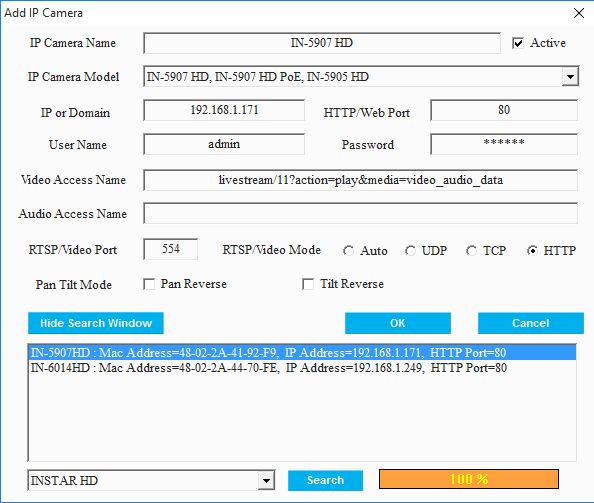 Add IP Camera
IP Camera Name IN-5907 HD Active
IP Camera Model IN-5907 HD, IN-5907 HD PoE, IN-5905 HD
IP or Domain 192.168.1.171 HTTP/Web Port 80
User Name admin Password ******
Video Access Name livestream/11?action=play&media=video_audio_data
Audio Access Name
RTSP/Video Port 554 RTSP/Video Mode Auto UDP TCP HTTP
Pan Tilt Mode Pan Reverse Tilt Reverse
Hide Search Window OK Cancel
IN-5907HD : Mac Address=48-02-2A-41-92-F9, IP Address=192.168.1.171, HTTP Port=80
IN-6014HD : Mac Address=48-02-2A-44-70-FE, IP Address=192.168.1.249, HTTP Port=80
INSTAR HD Search 100 %